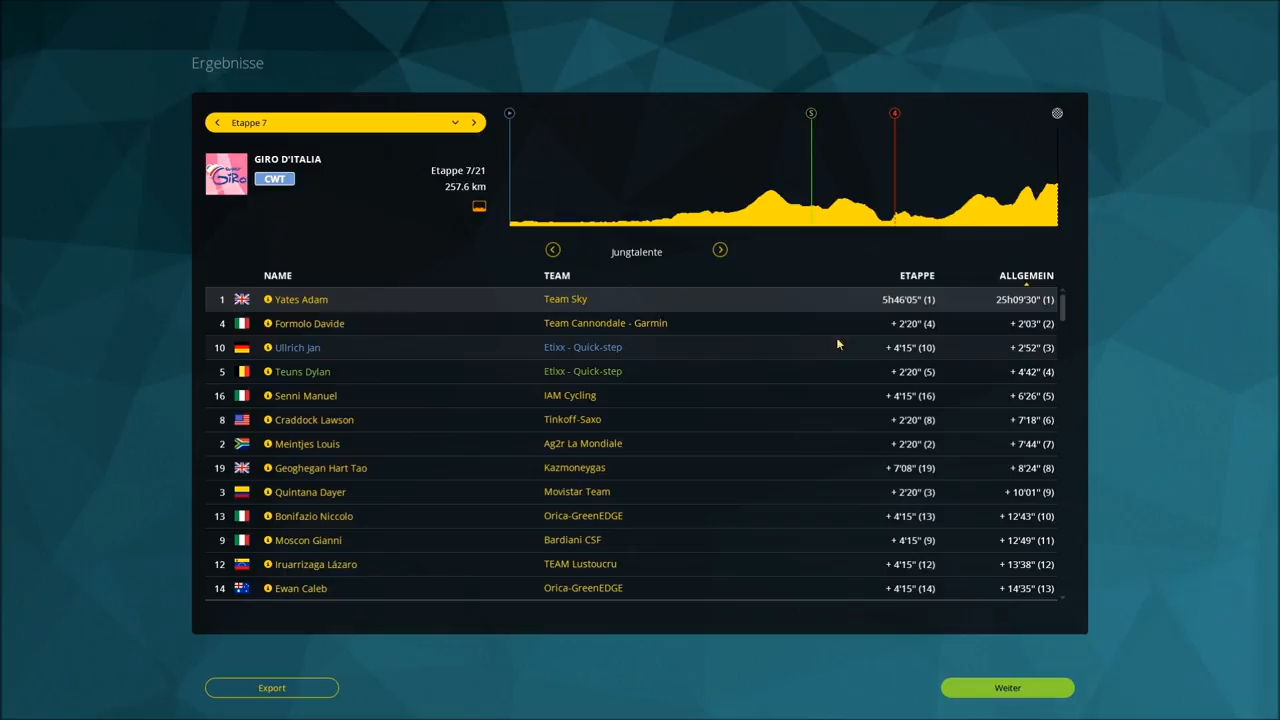 Ergebnisse
Etappe 7
GIRO D'ITALIA
CWT
Etappe 7/21
257.6 km
S
4
GIRO
Jungtalente
NAME TEAM ETAPPE ALLGEMEIN
1 Yates Adam Team Sky 5h46'05" (1) 25h09'30" (1)
4 Formolo Davide Team Cannondale - Garmin + 2'20" (4) + 2'03" (2)
10 Ullrich Jan Etixx - Quick-step + 4'15" (10) + 2'52" (3)
5 Teuns Dylan Etixx - Quick-step + 2'20" (5) + 4'42" (4)
16 Senni Manuel IAM Cycling + 4'15" (16) + 6'26" (5)
8 Craddock Lawson Tinkoff-Saxo + 2'20" (8) + 7'18" (6)
2 Meintjes Louis Ag2r La Mondiale + 2'20" (2) + 7'44" (7)
19 Geoghegan Hart Tao Kazmoneygas + 7'08" (19) + 8'24" (8)
3 Quintana Dayer Movistar Team + 2'20" (3) + 10'01" (9)
13 Bonifazio Niccolo Orica-GreenEDGE + 4'15" (13) + 12'43" (10)
9 Moscon Gianni Bardiani CSF + 4'15" (9) + 12'49" (11)
12 Iruarrizaga Lázaro TEAM Lustoucru + 4'15" (12) + 13'38" (12)
14 Ewan Caleb Orica-GreenEDGE + 4'15" (14) + 14'35" (13)
Export
Weiter